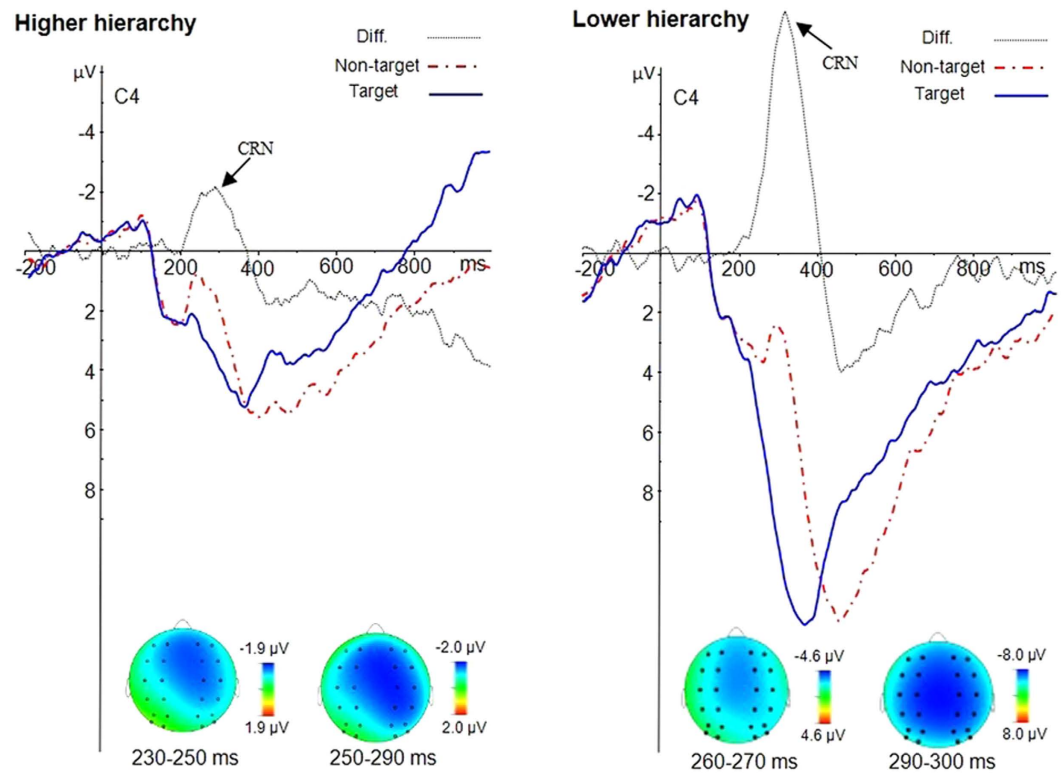 Higher hierarchy
Diff.
Non-target
Target
µV
C4
-4
-2
CRN
-200 200 400 600 800 ms
2
4
6
8
-1.9 µV
1.9 µV
-2.0 µV
2.0 µV
230-250 ms
250-290 ms
Lower hierarchy
Diff.
Non-target
Target
CRN
µV
C4
-4
-2
-200 200 400 600 800 ms
2
4
6
8
-4.6 µV
4.6 µV
-8.0 µV
8.0 µV
260-270 ms
290-300 ms